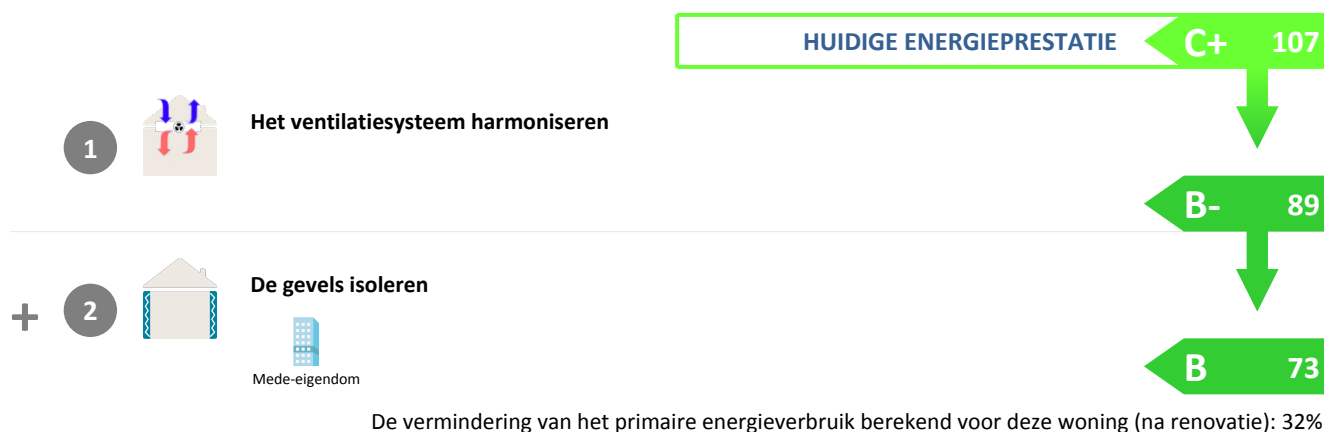 HUIDIGE ENERGIEPRESTATIE C+ 107
1 Het ventilatiesysteem harmoniseren
B- 89
+ 2 De gevels isoleren
Mede-eigendom
B 73
De vermindering van het primaire energieverbruik berekend voor deze woning (na renovatie): 32%